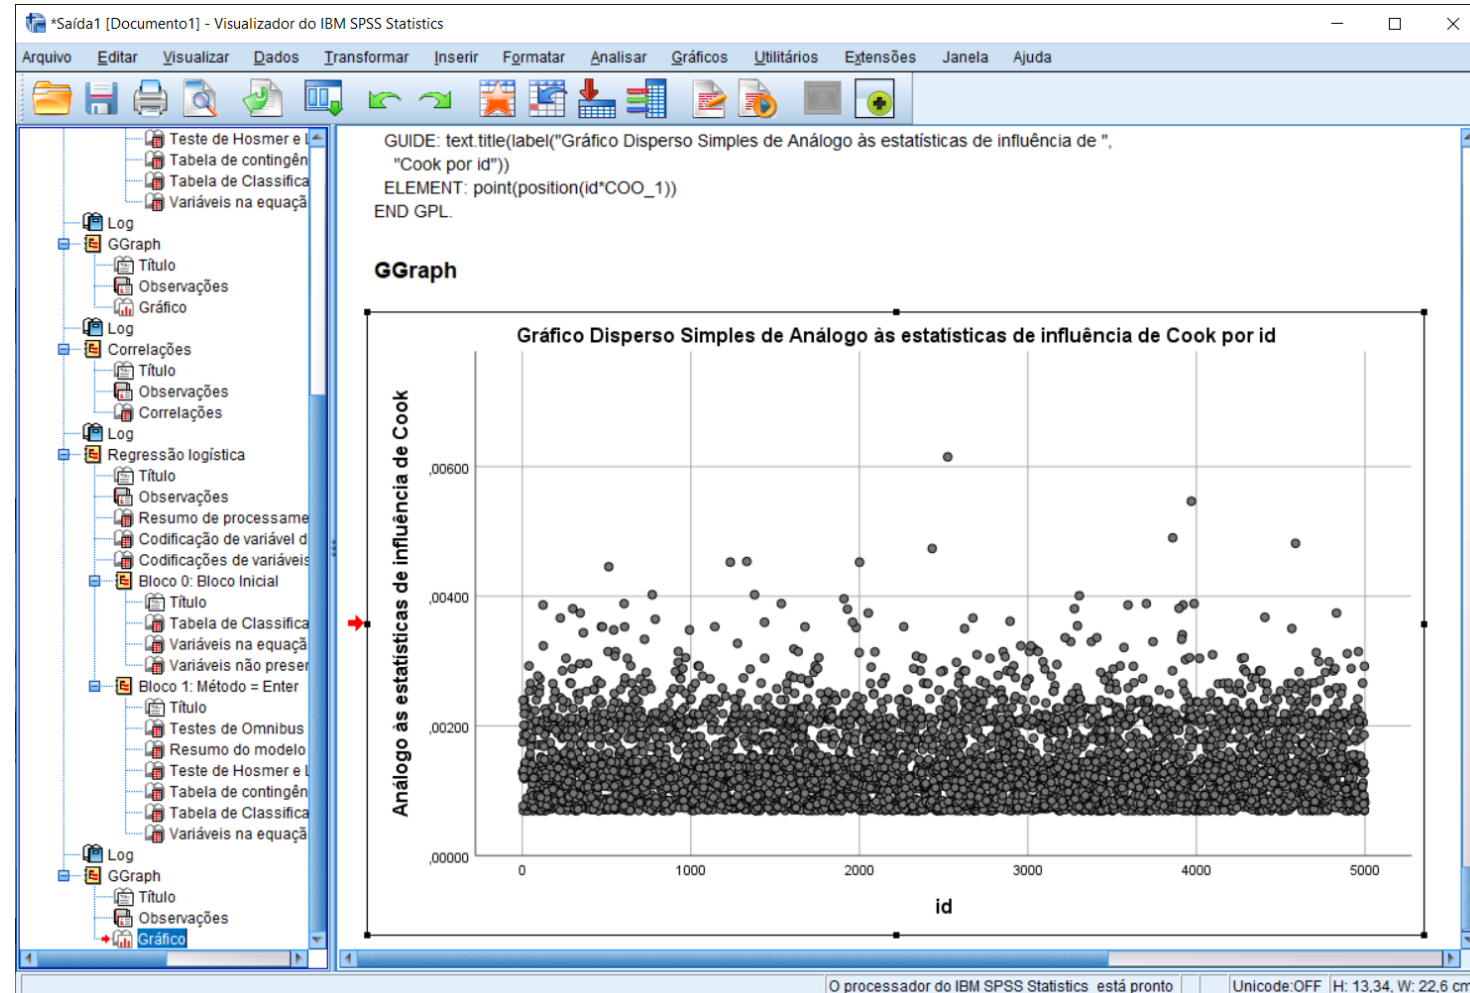 *Saída1 [Documento1] - Visualizador do IBM SPSS Statistics
Arquivo Editar Visualizar Dados Transformar Inserir Formatar Analisar Gráficos Utilitários Extensões Janela Ajuda
Teste de Hosmer e L
Tabela de contingên
Tabela de Classifica
Variáveis na equaçã
Log
GGraph
Título
Observações
Gráfico
Log
Correlações
Título
Observações
Correlações
Log
Regressão logística
Título
Observações
Resumo de processame
Codificação de variável d
Codificações de variáveis
Bloco 0: Bloco Inicial
Título
Tabela de Classifica
Variáveis na equaçã
Variáveis não preser
Bloco 1: Método = Enter
Título
Testes de Omnibus
Resumo do modelo
Teste de Hosmer e L
Tabela de contingên
Tabela de Classifica
Variáveis na equaçã
Log
GGraph
Título
Observações
Gráfico
GUIDE: text.title(label("Gráfico Disperso Simples de Análogo às estatísticas de influência de ",
"Cook por id"))
ELEMENT: point(position(id*COO_1))
END GPL.
GGraph
Gráfico Disperso Simples de Análogo às estatísticas de influência de Cook por id
Análogo às estatísticas de influência de Cook
,00600
,00400
,00200
,00000
0 1000 2000 3000 4000 5000
id
O processador do IBM SPSS Statistics está pronto Unicode:OFF H: 13,34, W: 22,6 cm